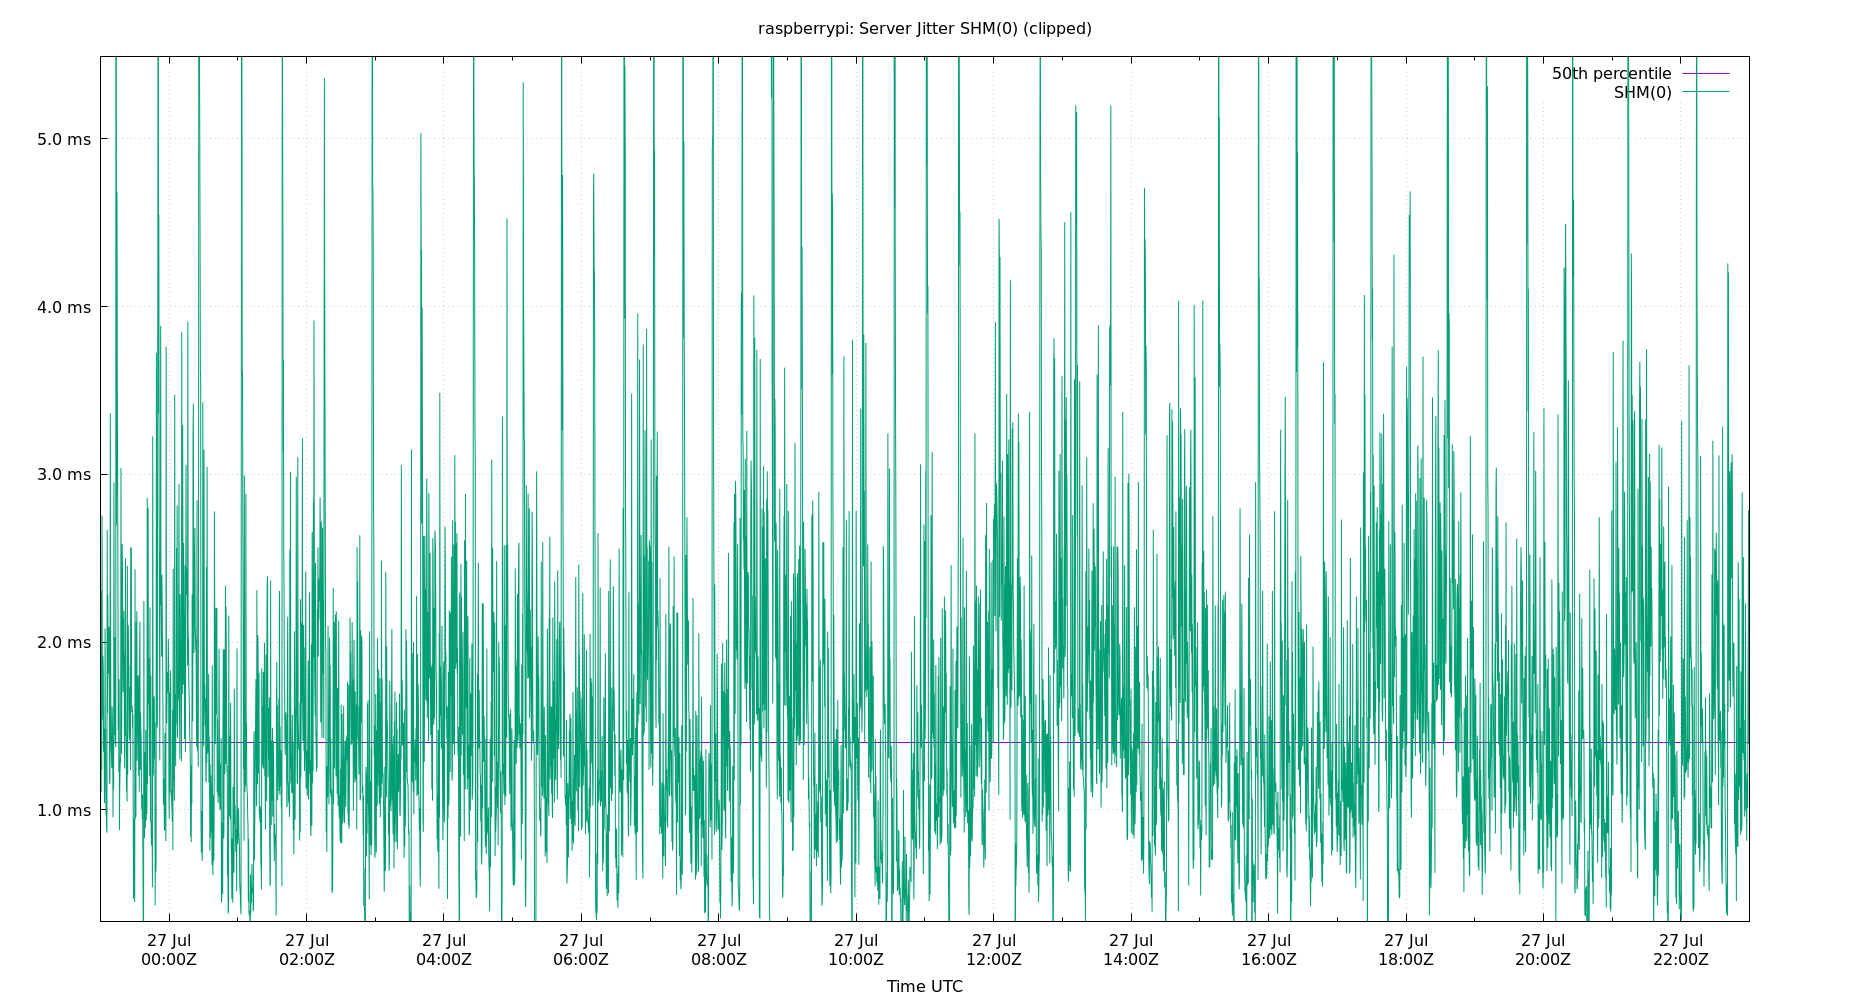 raspberrypi: Server Jitter SHM(0) (clipped)
50th percentile
SHM(0)
5.0 ms
4.0 ms
3.0 ms
2.0 ms
1.0 ms
27 Jul 27 Jul 27 Jul 27 Jul 27 Jul 27 Jul 27 Jul 27 Jul 27 Jul 27 Jul 27 Jul 27 Jul
00:00Z 02:00Z 04:00Z 06:00Z 08:00Z 10:00Z 12:00Z 14:00Z 16:00Z 18:00Z 20:00Z 22:00Z
Time UTC